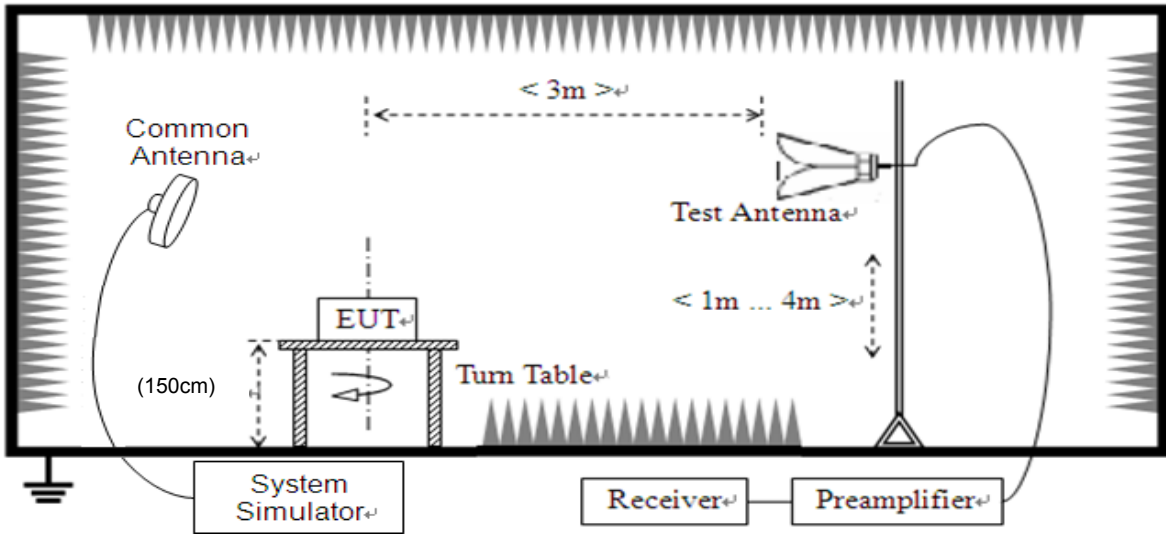 < 3m >
Common
Antenna
Test Antenna
< 1m ... 4m >
EUT
Turn Table
(150cm)
System
Simulator
Receiver
Preamplifier